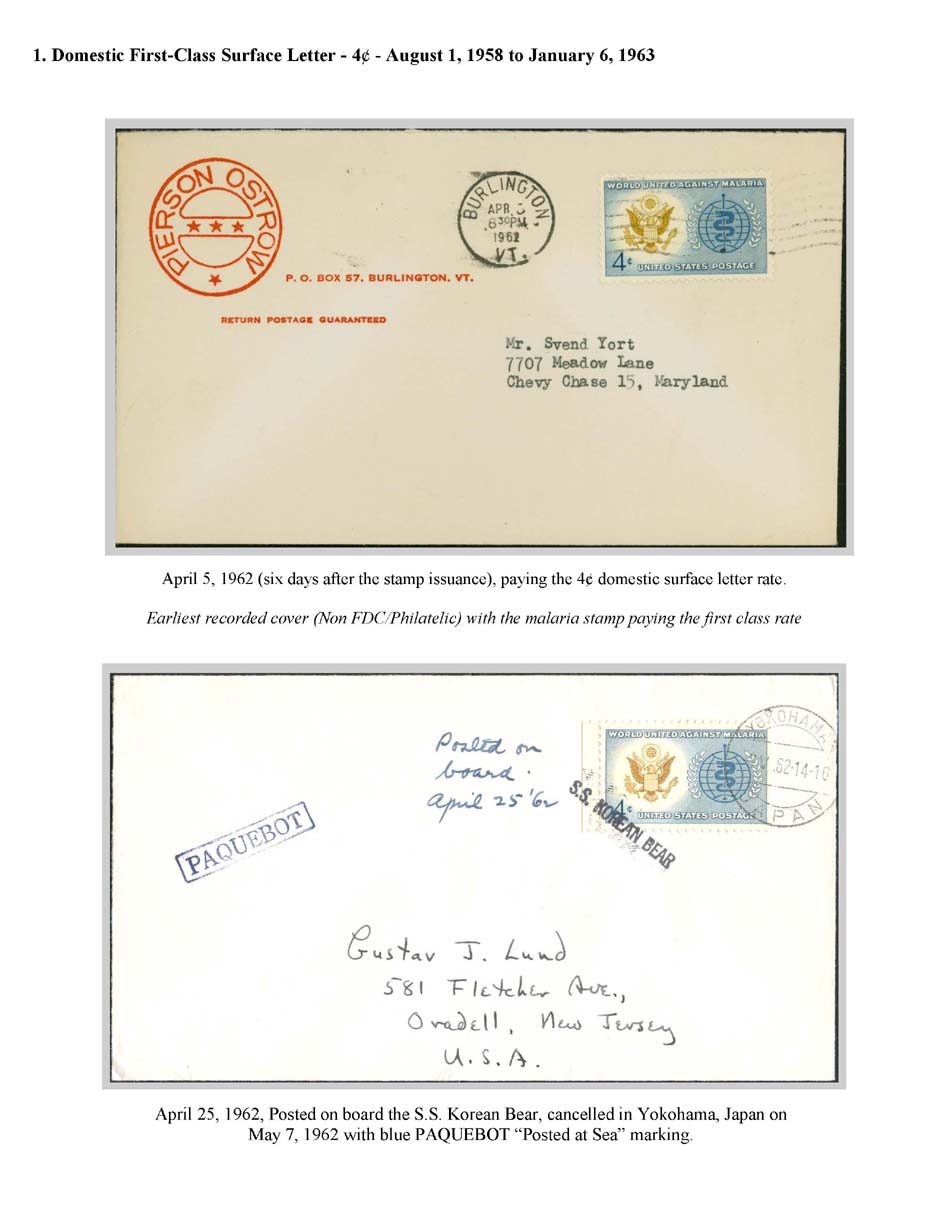 1. Domestic First-Class Surface Letter - 4¢ - August 1, 1958 to January 6, 1963
PIERSON OSTROW
P. O. BOX 57, BURLINGTON, VT.
RETURN POSTAGE GUARANTEED
BURLINGTON
APR 5
630PM
1962
VT.
WORLD UNITED AGAINST MALARIA
4¢ UNITED STATES POSTAGE
Mr. Svend Yort
7707 Meadow Lane
Chevy Chase 15, Maryland
April 5, 1962 (six days after the stamp issuance), paying the 4¢ domestic surface letter rate.
Earliest recorded cover (Non FDC/Philatelic) with the malaria stamp paying the first class rate
Posted on
board.
April 25 '62
PAQUEBOT
WORLD UNITED AGAINST MALARIA
4¢ UNITED STATES POSTAGE
S.S. KOREAN BEAR
YOKOHAMA
.62.14-16
JAPAN
Gustav J. Lund
581 Fletcher Ave.,
Oradell, New Jersey
U.S.A.
April 25, 1962, Posted on board the S.S. Korean Bear, cancelled in Yokohama, Japan on
May 7, 1962 with blue PAQUEBOT “Posted at Sea” marking.